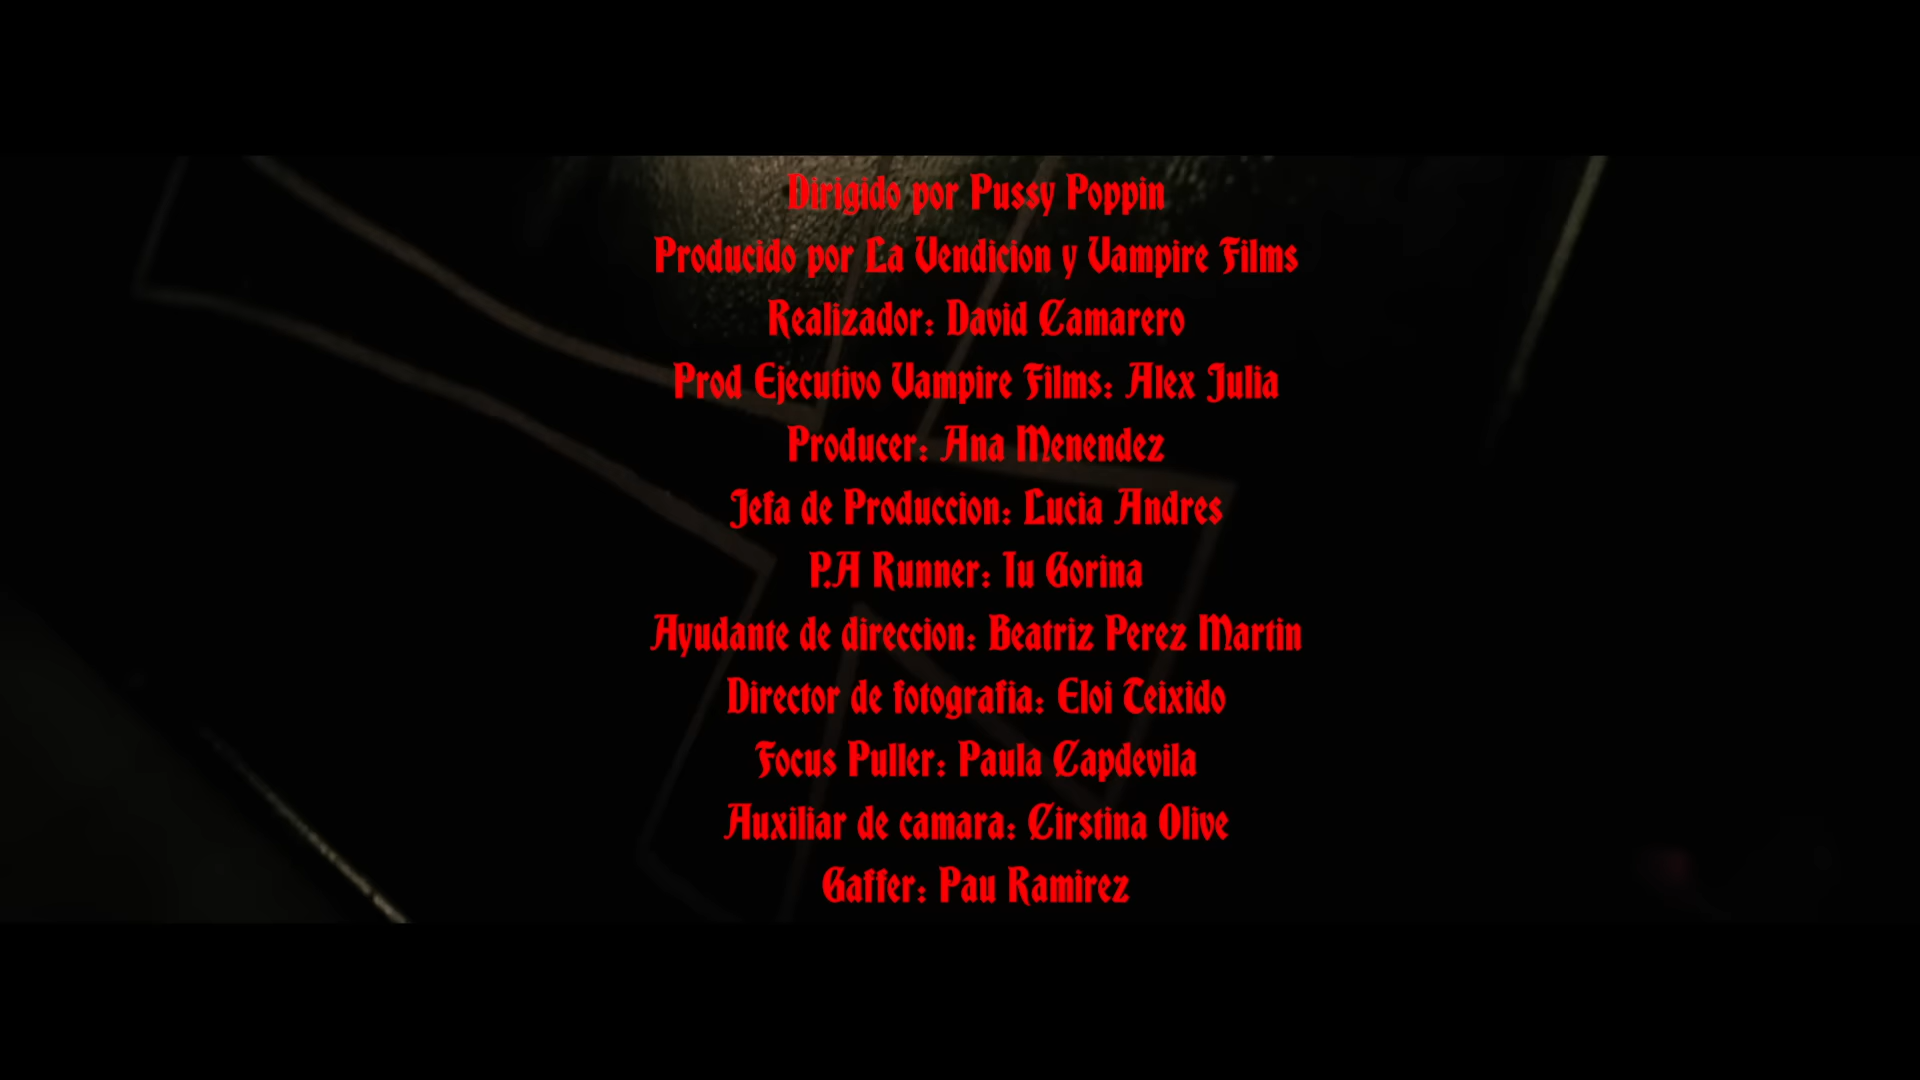 Dirigido por Pussy Poppin
Producido por La Vendicion y Vampire Films
Realizador: David Camarero
Prod Ejecutivo Vampire Films: Alex Julia
Producer: Ana Menendez
Jefa de Produccion: Lucia Andres
P.A Runner: Iu Gorina
Ayudante de direccion: Beatriz Perez Martin
Director de fotografia: Eloi Teixido
Focus Puller: Paula Capdevila
Auxiliar de camara: Cirstina Olive
Gaffer: Pau Ramirez